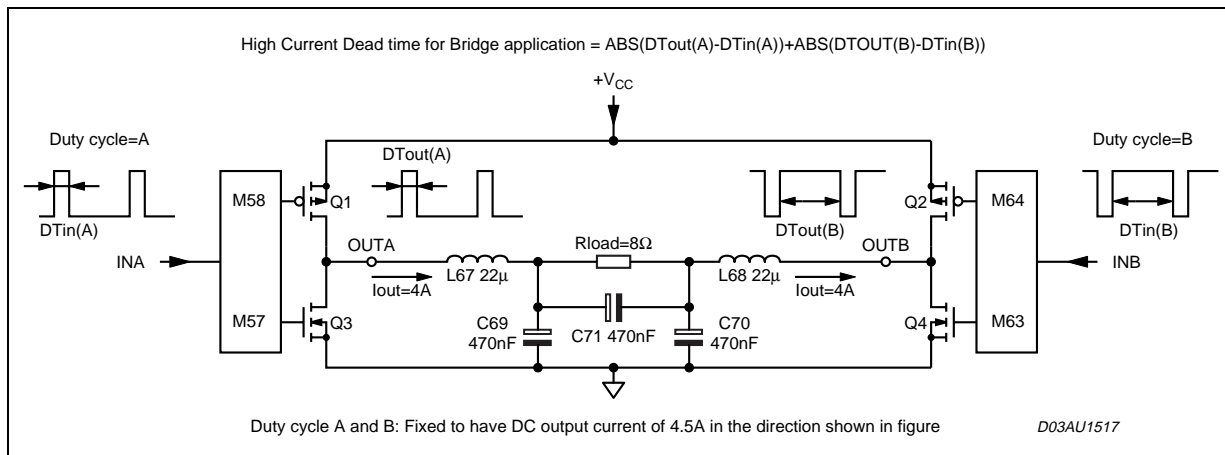 High Current Dead time for Bridge application = ABS(DTout(A)-DTin(A))+ABS(DTOUT(B)-DTin(B))
+VCC
Duty cycle=A
Duty cycle=B
DTout(A)
M58
Q1
Q2
M64
DTin(A)
DTout(B)
DTin(B)
OUTA
Rload=8Ω
OUTB
INA
INB
L67 22µ
L68 22µ
Iout=4A
Iout=4A
M57
Q3
Q4
M63
C69
470nF
C71 470nF
C70
470nF
Duty cycle A and B: Fixed to have DC output current of 4.5A in the direction shown in figure
D03AU1517